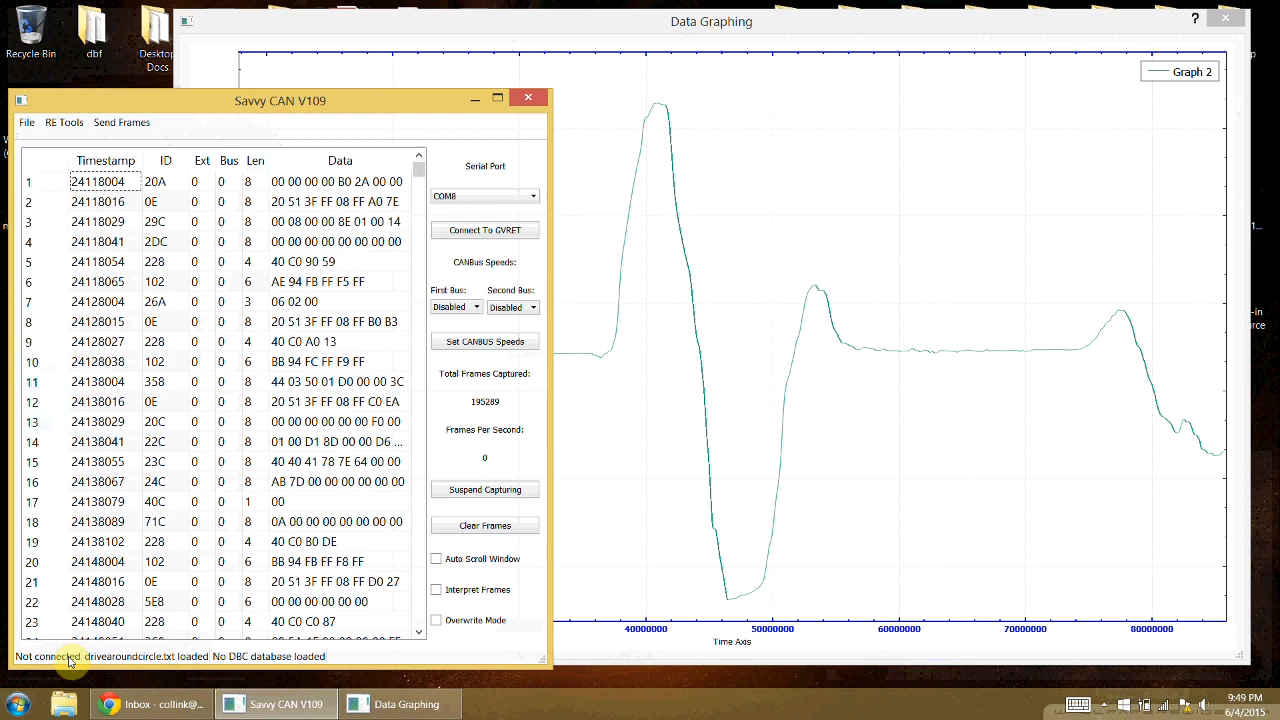 Recycle Bin
dbf
Desktop
Docs
Data Graphing
?
Graph 2
40000000 50000000 60000000 70000000 80000000
Time Axis
Savvy CAN V109
File RE Tools Send Frames
Timestamp ID Ext Bus Len Data
1 24118004 20A 0 0 8 00 00 00 00 B0 2A 00 00
2 24118016 0E 0 0 8 20 51 3F FF 08 FF A0 7E
3 24118029 29C 0 0 8 00 08 00 00 8E 01 00 14
4 24118041 2DC 0 0 8 00 00 00 00 00 00 00 00
5 24118054 228 0 0 4 40 C0 90 59
6 24118065 102 0 0 6 AE 94 FB FF F5 FF
7 24128004 26A 0 0 3 06 02 00
8 24128015 0E 0 0 8 20 51 3F FF 08 FF B0 B3
9 24128027 228 0 0 4 40 C0 A0 13
10 24128038 102 0 0 6 BB 94 FC FF F9 FF
11 24138004 358 0 0 8 44 03 50 01 D0 00 00 3C
12 24138016 0E 0 0 8 20 51 3F FF 08 FF C0 EA
13 24138029 20C 0 0 8 00 00 00 00 00 00 F0 00
14 24138041 22C 0 0 8 01 00 D1 8D 00 00 D6 ...
15 24138055 23C 0 0 8 40 40 41 78 7E 64 00 00
16 24138067 24C 0 0 8 AB 7D 00 00 00 00 00 00
17 24138079 40C 0 0 1 00
18 24138089 71C 0 0 8 0A 00 00 00 00 00 00 00
19 24138102 228 0 0 4 40 C0 B0 DE
20 24148004 102 0 0 6 BB 94 FB FF F8 FF
21 24148016 0E 0 0 8 20 51 3F FF 08 FF D0 27
22 24148028 5E8 0 0 6 00 00 00 00 00 00
23 24148040 228 0 0 4 40 C0 C0 87
Serial Port
COM8
Connect To GVRET
CANBus Speeds:
First Bus: Second Bus:
Disabled Disabled
Set CANBUS Speeds
Total Frames Captured:
195289
Frames Per Second:
0
Suspend Capturing
Clear Frames
Auto Scroll Window
Interpret Frames
Overwrite Mode
Not connected drivearoundcircle.txt loaded No DBC database loaded
Inbox - collink@...
Savvy CAN V109
Data Graphing
9:49 PM
6/4/2015